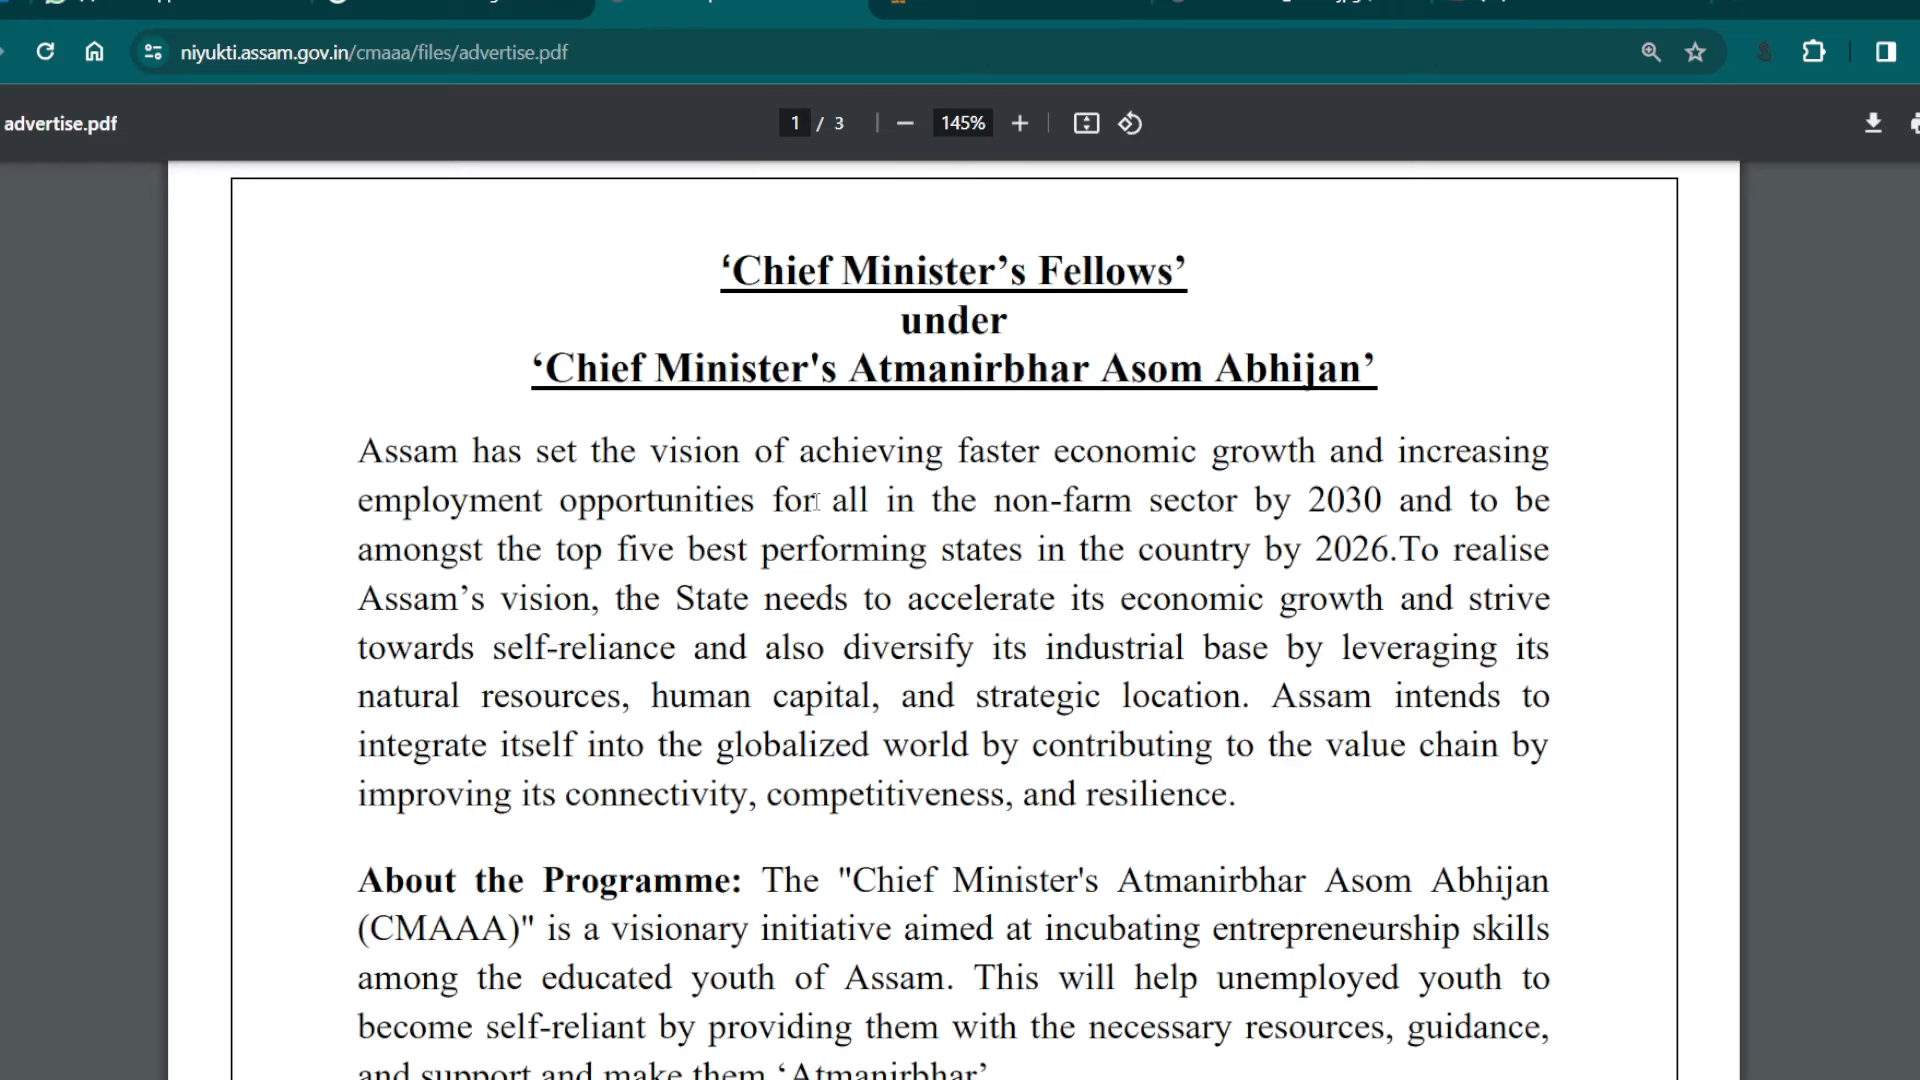 niyukti.assam.gov.in/cmaaa/files/advertise.pdf
advertise.pdf
1 / 3
145%
‘Chief Minister’s Fellows’
under
‘Chief Minister's Atmanirbhar Asom Abhijan’
Assam has set the vision of achieving faster economic growth and increasing
employment opportunities for all in the non-farm sector by 2030 and to be
amongst the top five best performing states in the country by 2026.To realise
Assam’s vision, the State needs to accelerate its economic growth and strive
towards self-reliance and also diversify its industrial base by leveraging its
natural resources, human capital, and strategic location. Assam intends to
integrate itself into the globalized world by contributing to the value chain by
improving its connectivity, competitiveness, and resilience.
About the Programme: The "Chief Minister's Atmanirbhar Asom Abhijan
(CMAAA)" is a visionary initiative aimed at incubating entrepreneurship skills
among the educated youth of Assam. This will help unemployed youth to
become self-reliant by providing them with the necessary resources, guidance,
and support and make them ‘Atmanirbhar’